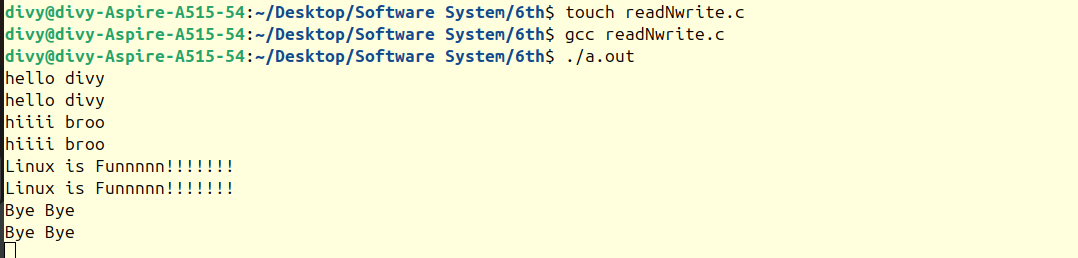 divy@divy-Aspire-A515-54:~/Desktop/Software System/6th$ touch readNwrite.c
divy@divy-Aspire-A515-54:~/Desktop/Software System/6th$ gcc readNwrite.c
divy@divy-Aspire-A515-54:~/Desktop/Software System/6th$ ./a.out
hello divy
hello divy
hiiii broo
hiiii broo
Linux is Funnnnn!!!!!!!
Linux is Funnnnn!!!!!!!
Bye Bye
Bye Bye